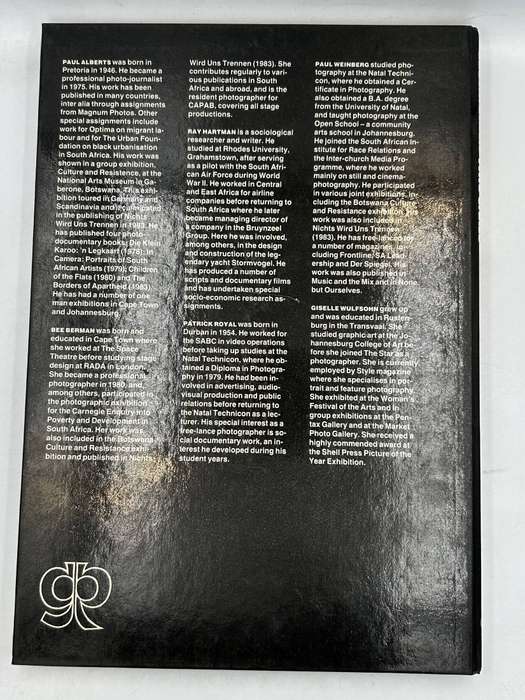 PAUL ALBERTS was born in
Pretoria in 1946. He became a
professional photo-journalist
in 1975. His work has been
published in many countries,
inter alia through assignments
from Magnum Photos. Other
special assignments include
work for Optima on migrant la-
bour and for The Urban Foun-
dation on black urbanisation
in South Africa. His work was
shown in a group exhibition,
Culture and Resistance, at the
National Arts Museum in Ga-
berone, Botswana. This exhi-
bition toured in Germany and
Scandinavia and culminated
in the publishing of Nichts
Wird Uns Trennen in 1983. He
has published four photo-
documentary books: Die Klein
Karoo: 'n Legkaart (1978); In
Camera: Portraits of South
African Artists (1979); Children
of the Flats (1980) and The
Borders of Apartheid (1983).
He has had a number of one
man exhibitions in Cape Town
and Johannesburg.
BEE BERMAN was born and
educated in Cape Town where
she worked at The Space
Theatre before studying stage
design at RADA in London.
She became a professional
photographer in 1980, and,
among others, participated in
the photographic exhibition
for the Carnegie Enquiry into
Poverty and Development in
South Africa. Her work was
also included in the Botswana
Culture and Resistance exhi-
bition and published in Nichts
Wird Uns Trennen (1983). She
contributes regularly to vari-
ous publications in South
Africa and abroad, and is the
resident photographer for
CAPAB, covering all stage
productions.
RAY HARTMAN is a sociological
researcher and writer. He
studied at Rhodes University,
Grahamstown, after serving
as a pilot with the South Afri-
can Air Force during World
War II. He worked in Central
and East Africa for airline
companies before returning to
South Africa where he later
became managing director of
a company in the Bruynzeel
Group. Here he was involved,
among others, in the design
and construction of the leg-
endary yacht Stormvogel. He
has produced a number of
scripts and documentary films
and has undertaken special
socio-economic research as-
signments.
PATRICK ROYAL was born in
Durban in 1954. He worked for
the SABC in video operations
before taking up studies at the
Natal Technicon, where he ob-
tained a Diploma in Photogra-
phy in 1979. He had been in-
volved in advertising, audio-
visual production and public
relations before returning to
the Natal Technicon as a lec-
turer. His special interest as a
free-lance photographer is so-
cial documentary work, an in-
terest he developed during his
student years.
PAUL WEINBERG studied pho-
tography at the Natal Techni-
con, where he obtained a Cer-
tificate in Photography. He
also obtained a B.A. degree
from the University of Natal,
and taught photography at the
Open School – a community
arts school in Johannesburg.
He joined the South African In-
stitute for Race Relations and
the Inter-church Media Pro-
gramme, where he worked
mainly on still and cinema-
photography. He participated
in various joint exhibitions, in-
cluding the Botswana Culture
and Resistance exhibition. His
work was also included in
Nichts Wird Uns Trennen
(1983). He has free-lanced for
a number of magazines, in-
cluding Frontline, SA Lead-
ership and Der Spiegel. His
work was also published in
Music and the Mix and in None
but Ourselves.
GISELLE WULFSOHN grew up
and was educated in Rusten-
burg in the Transvaal. She
studied graphic art at the Jo-
hannesburg College of Art be-
fore she joined The Star as a
photographer. She is currently
employed by Style magazine
where she specialises in por-
trait and feature photography.
She exhibited at the Woman's
Festival of the Arts and in
group exhibitions at the Pen-
tax Gallery and at the Market
Photo Gallery. She received a
highly commended award at
the Shell Press Picture of the
Year Exhibition.